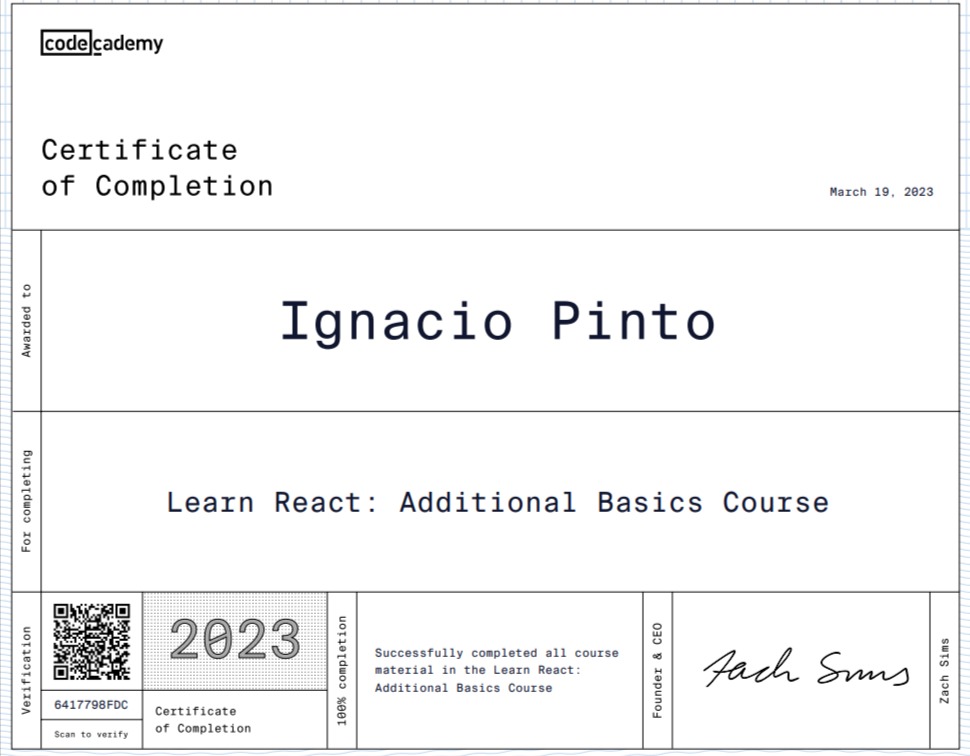 codecademy
Certificate
of Completion
March 19, 2023
Awarded to
Ignacio Pinto
For completing
Learn React: Additional Basics Course
Verification
6417798FDC
Scan to verify
2023
Certificate
of Completion
100% completion
Successfully completed all course
material in the Learn React:
Additional Basics Course
Founder & CEO
Zach Sims
Zach Sims